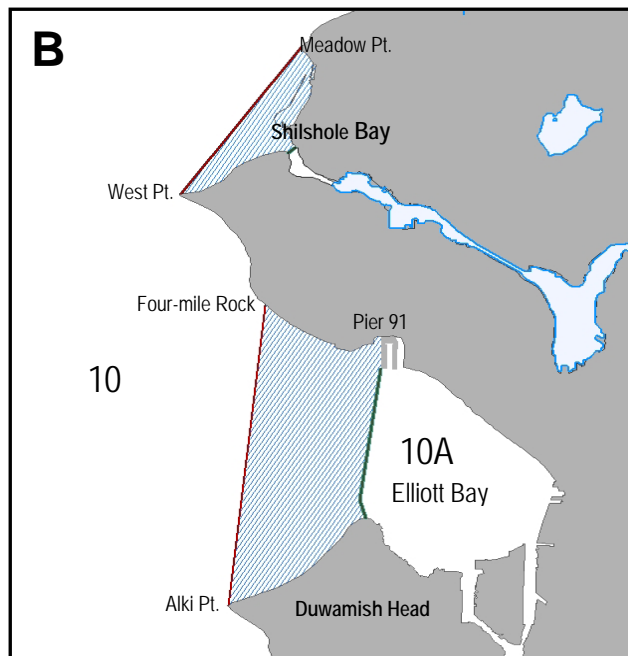 B
Meadow Pt.
Shilshole Bay
West Pt.
Four-mile Rock
Pier 91
10
10A
Elliott Bay
Alki Pt.
Duwamish Head